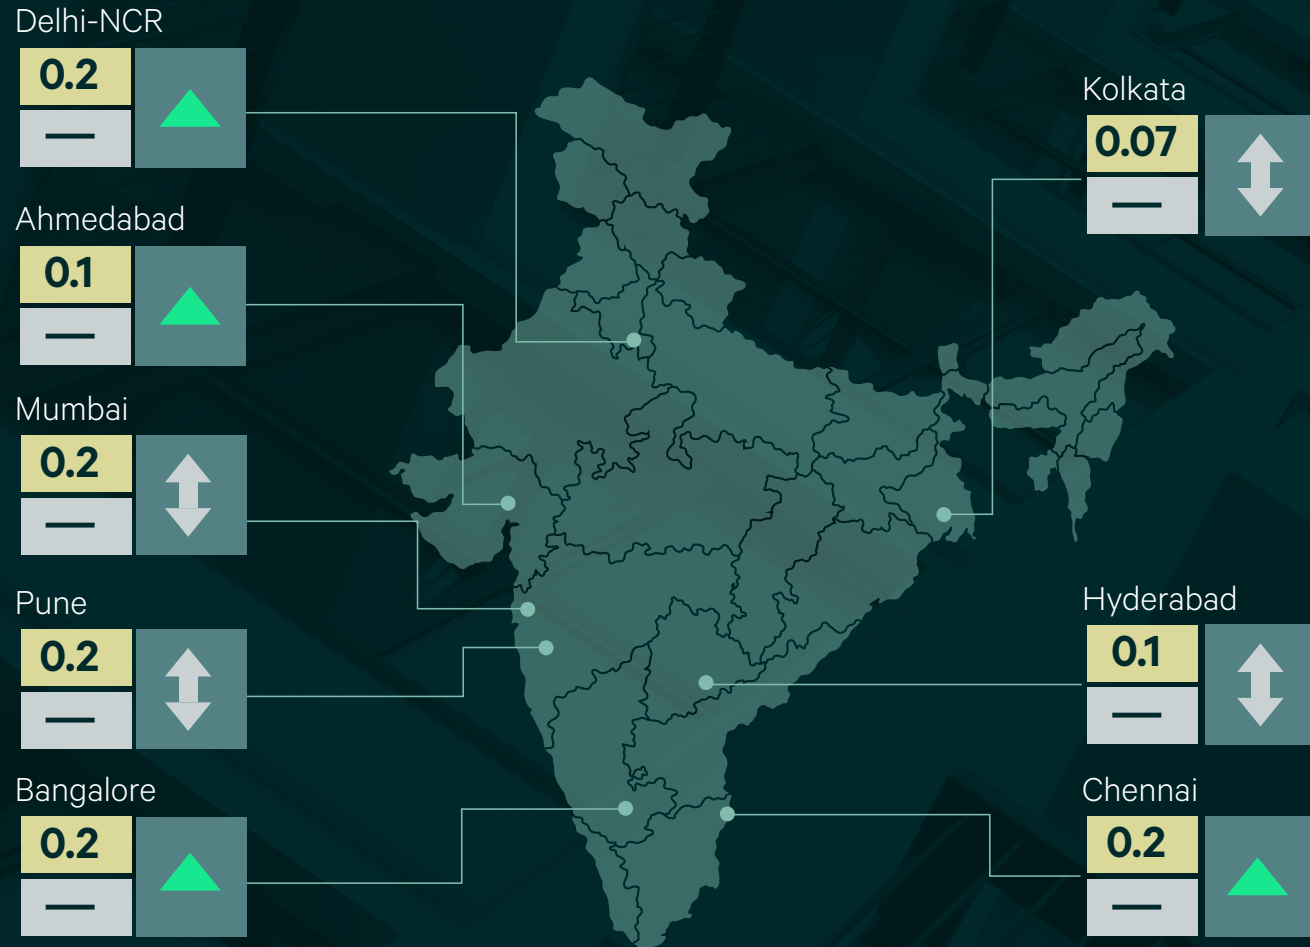 Delhi-NCR
0.2
—
Ahmedabad
0.1
—
Mumbai
0.2
—
Pune
0.2
—
Bangalore
0.2
—
Kolkata
0.07
—
Hyderabad
0.1
—
Chennai
0.2
—